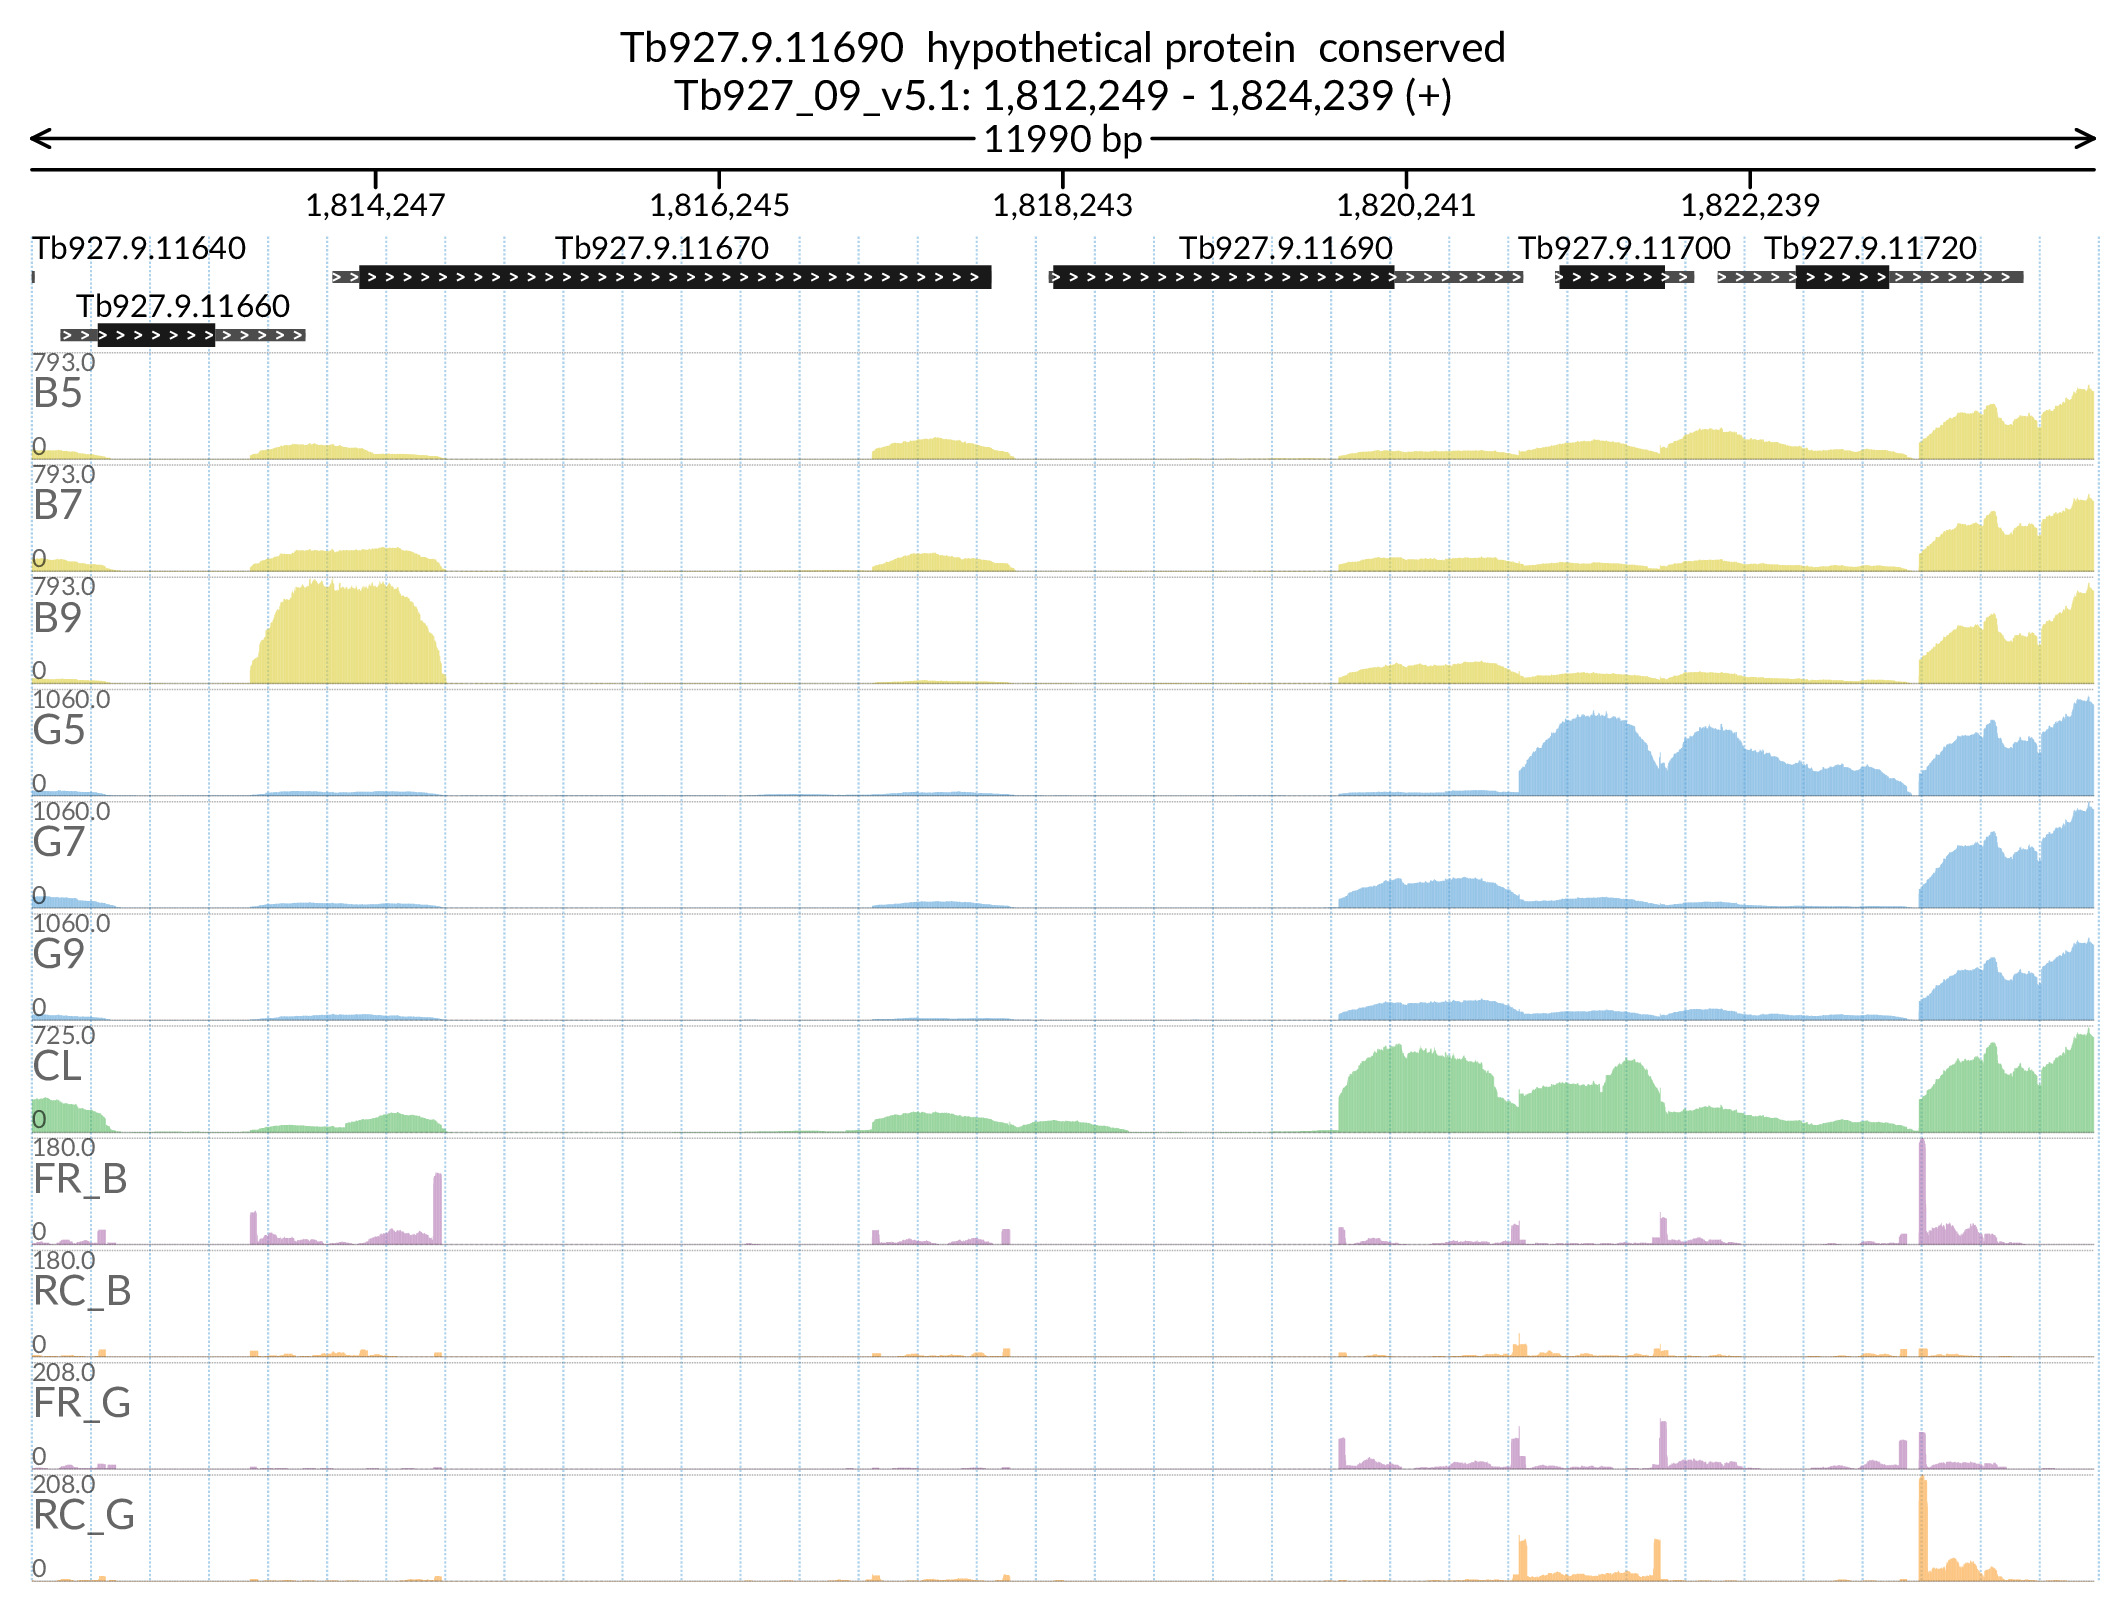 Tb927.9.11690 hypothetical protein conserved
Tb927_09_v5.1: 1,812,249 - 1,824,239 (+)
11990 bp
1,814,247 1,816,245 1,818,243 1,820,241 1,822,239
Tb927.9.11640 Tb927.9.11670 Tb927.9.11690 Tb927.9.11700 Tb927.9.11720
Tb927.9.11660
793.0
B5
0
793.0
B7
0
793.0
B9
0
1060.0
G5
0
1060.0
G7
0
1060.0
G9
0
725.0
CL
0
180.0
FR_B
0
180.0
RC_B
0
208.0
FR_G
0
208.0
RC_G
0